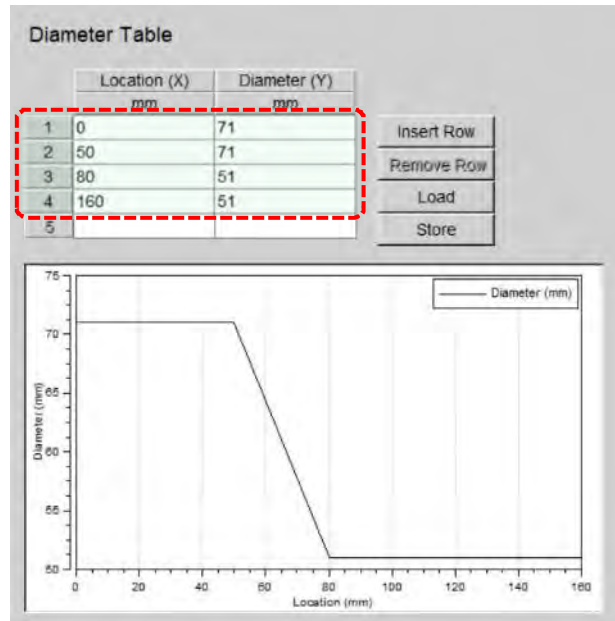 Diameter Table
Location (X) Diameter (Y)
mm mm
1 0 71
2 50 71
3 80 51
4 160 51
5
Insert Row
Remove Row
Load
Store
75
70
65
60
55
50
Diameter (mm)
Diameter (mm)
0 20 40 60 80 100 120 140 160
Location (mm)